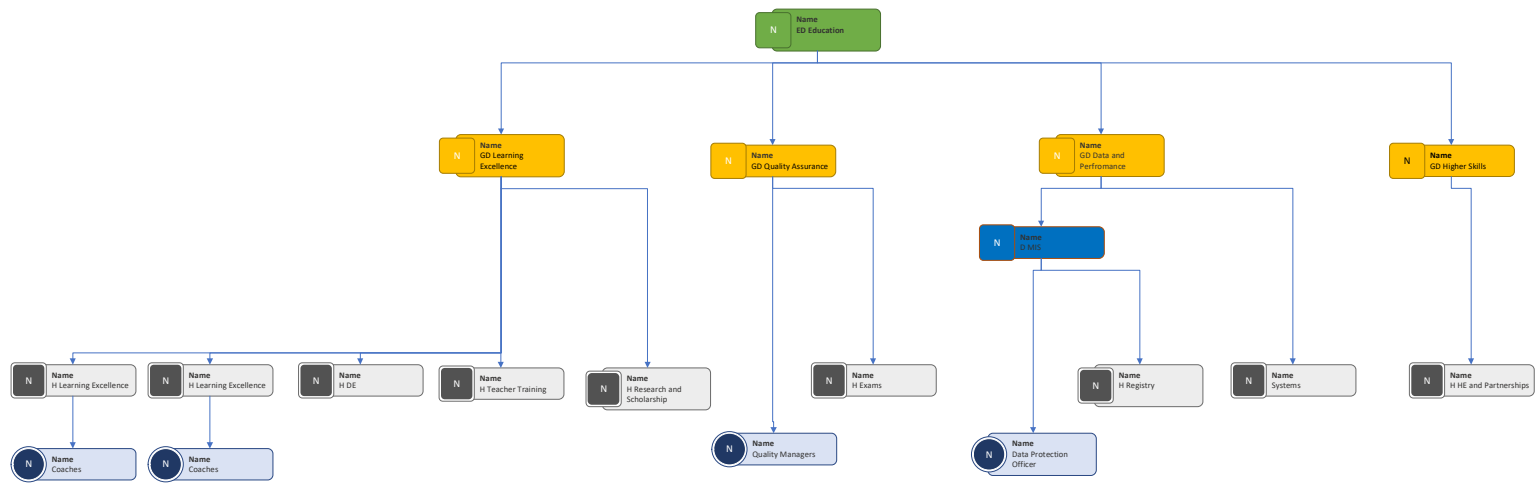 N
Name
ED Education
N
Name
GD Learning
Excellence
N
Name
GD Quality Assurance
N
Name
GD Data and
Perfromance
N
Name
GD Higher Skills
N
Name
D MIS
N
Name
H Learning Excellence
N
Name
H Learning Excellence
N
Name
H DE
N
Name
H Teacher Training
N
Name
H Research and
Scholarship
N
Name
H Exams
N
Name
H Registry
N
Name
Systems
N
Name
H HE and Partnerships
N
Name
Coaches
N
Name
Coaches
N
Name
Quality Managers
N
Name
Data Protection
Officer